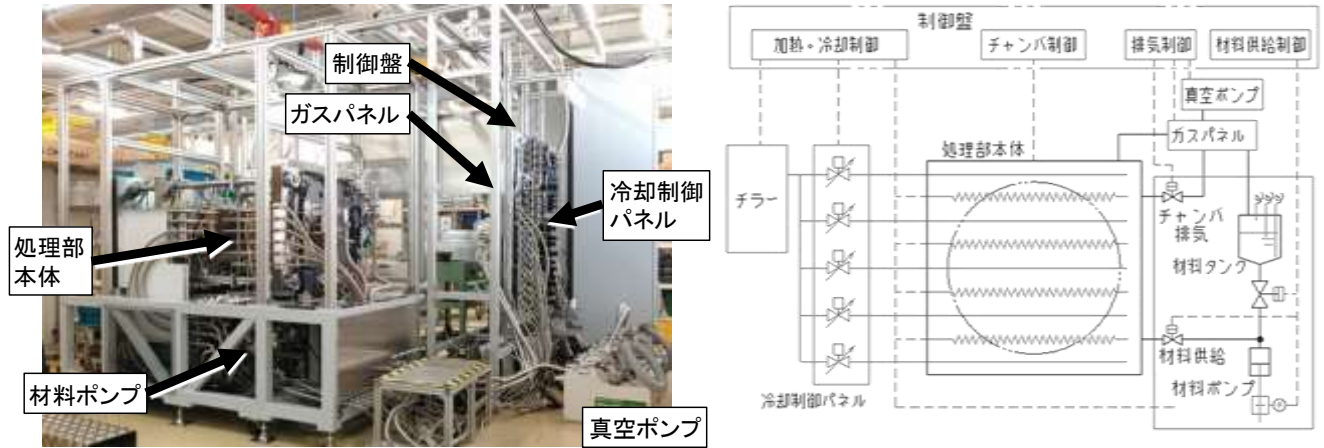 制御盤
ガスパネル
冷却制御
パネル
処理部
本体
材料ポンプ
真空ポンプ
制御盤
加熱・冷却制御
チャンバ制御
排気制御
材料供給制御
真空ポンプ
ガスパネル
処理部本体
チラー
チャンバ
排気
材料タンク
材料供給
材料ポンプ
冷却制御パネル